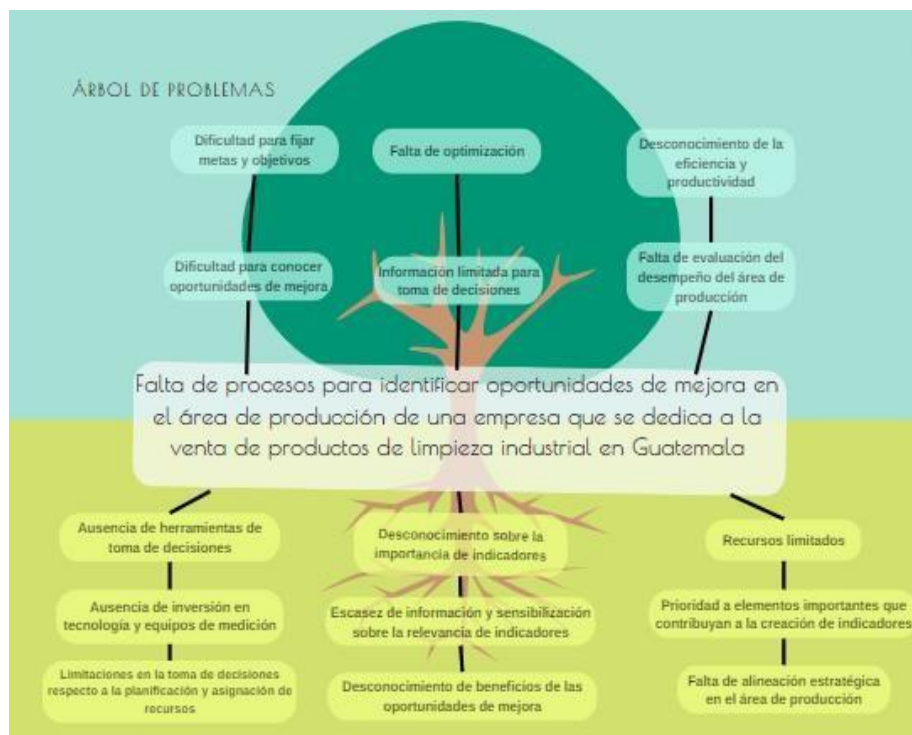 ÁRBOL DE PROBLEMAS
Dificultad para fijar
metas y objetivos
Falta de optimización
Desconocimiento de la
eficiencia y
productividad
Dificultad para conocer
oportunidades de mejora
Información limitada para
toma de decisiones
Falta de evaluación del
desempeño del área de
producción
Falta de procesos para identificar oportunidades de mejora en
el área de producción de una empresa que se dedica a la
venta de productos de limpieza industrial en Guatemala
Ausencia de herramientas de
toma de decisiones
Desconocimiento sobre la
importancia de indicadores
Recursos limitados
Ausencia de inversión en
tecnología y equipos de medición
Escasez de información y sensibilización
sobre la relevancia de indicadores
Prioridad a elementos importantes que
contribuyan a la creación de indicadores
Limitaciones en la toma de decisiones
respecto a la planificación y asignación de
recursos
Desconocimiento de beneficios de las
oportunidades de mejora
Falta de alineación estratégica
en el área de producción